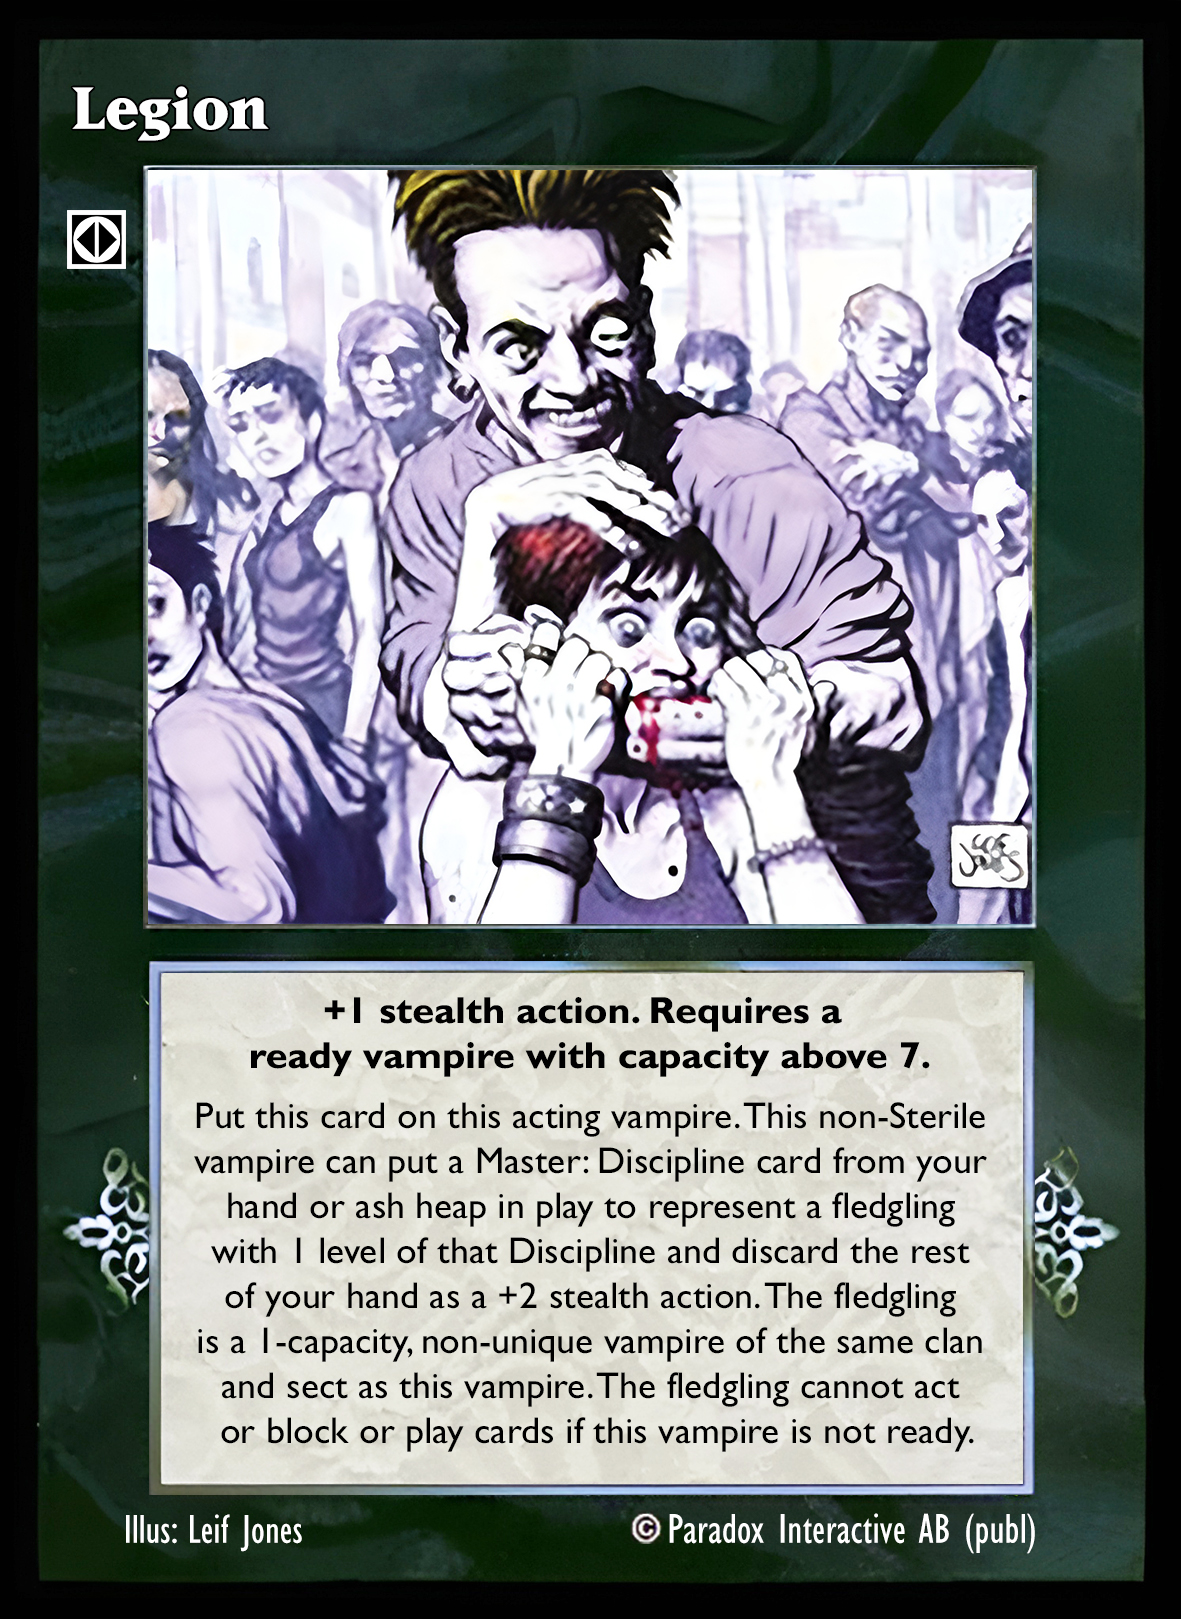 Legion
+1 stealth action. Requires a
ready vampire with capacity above 7.
Put this card on this acting vampire. This non-Sterile
vampire can put a Master: Discipline card from your
hand or ash heap in play to represent a fledgling
with 1 level of that Discipline and discard the rest
of your hand as a +2 stealth action. The fledgling
is a 1-capacity, non-unique vampire of the same clan
and sect as this vampire. The fledgling cannot act
or block or play cards if this vampire is not ready.
Illus: Leif Jones
© Paradox Interactive AB (publ)